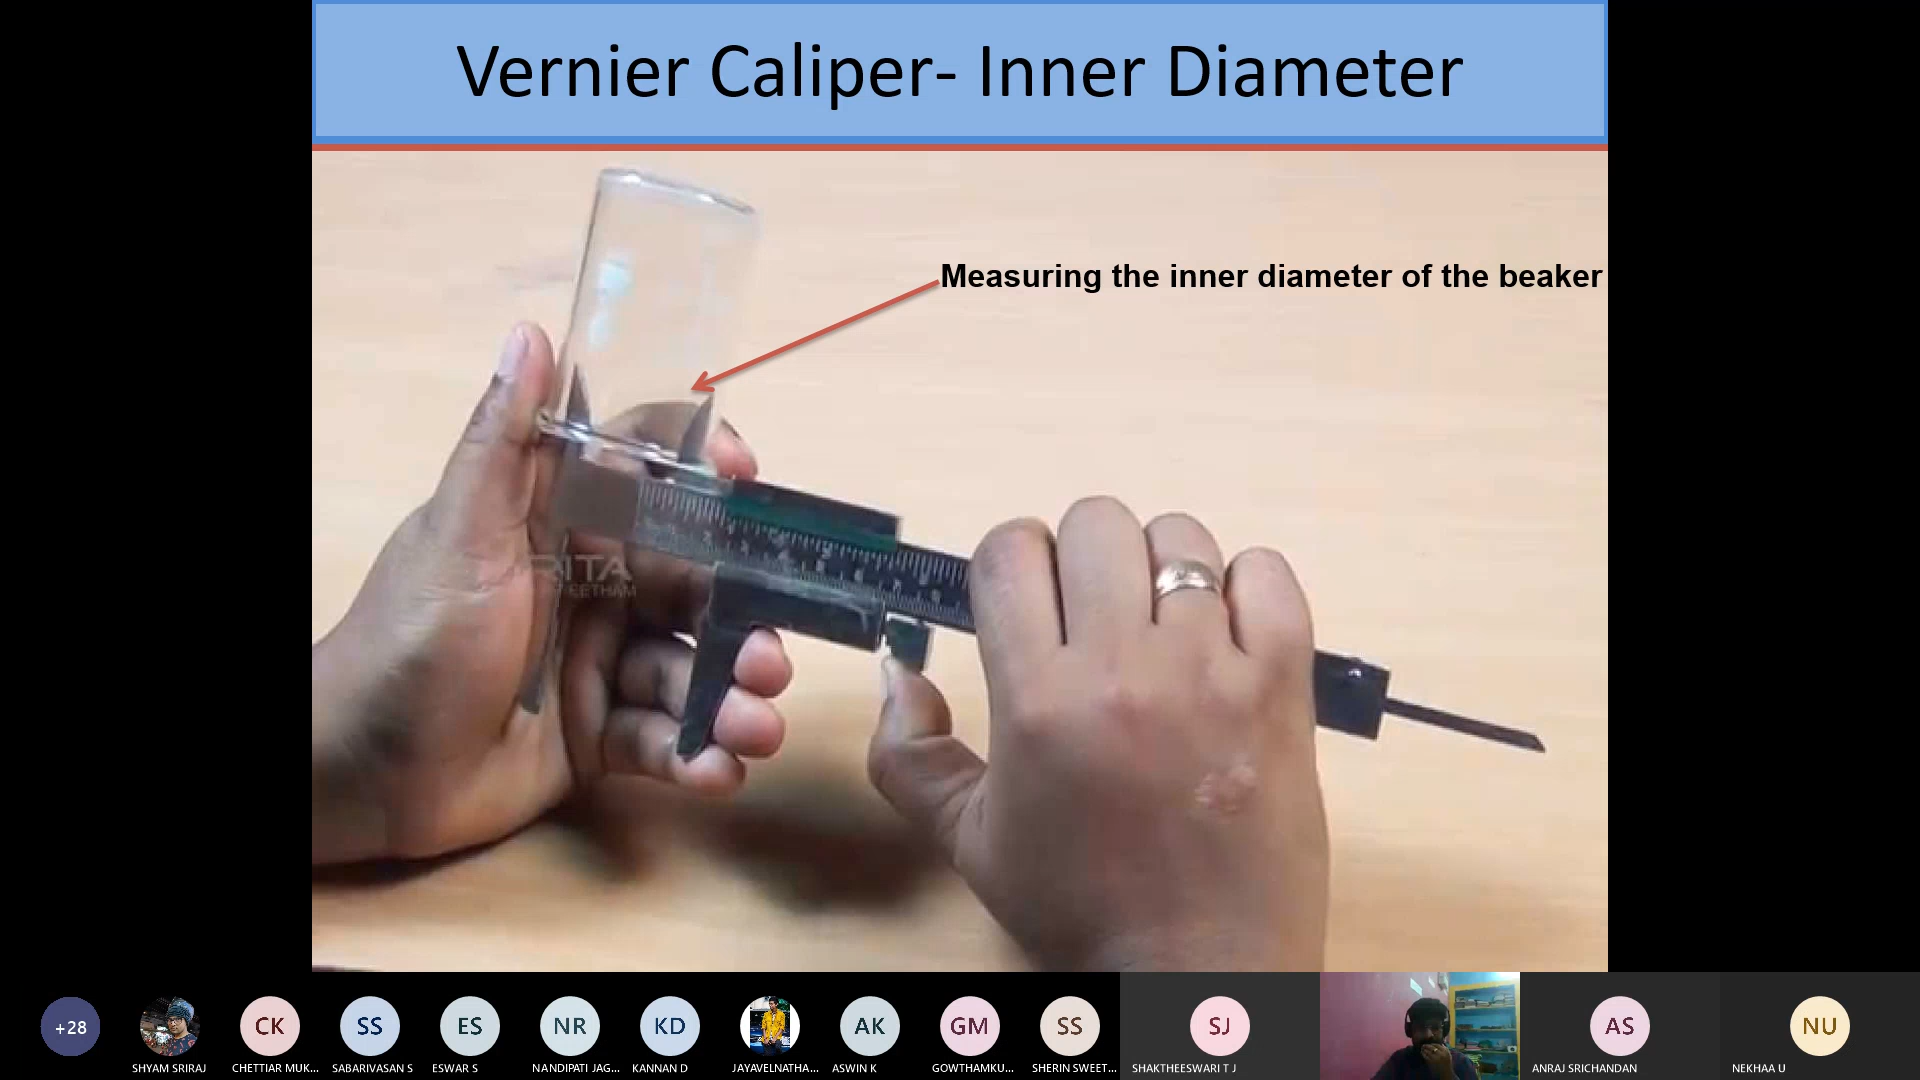 Vernier Caliper- Inner Diameter
Measuring the inner diameter of the beaker
RITA
EETHAM
+28
CK
SS
ES
NR
KD
AK
GM
SS
SJ
AS
NU
SHYAM SRIRAJ
CHETTIAR MUK...
SABARIVASAN S
ESWAR S
NANDIPATI JAG...
KANNAN D
JAYAVELNATHA...
ASWIN K
GOWTHAMKU...
SHERIN SWEET...
SHAKTHEESWARI T J
ANRAJ SRICHANDAN
NEKHAA U